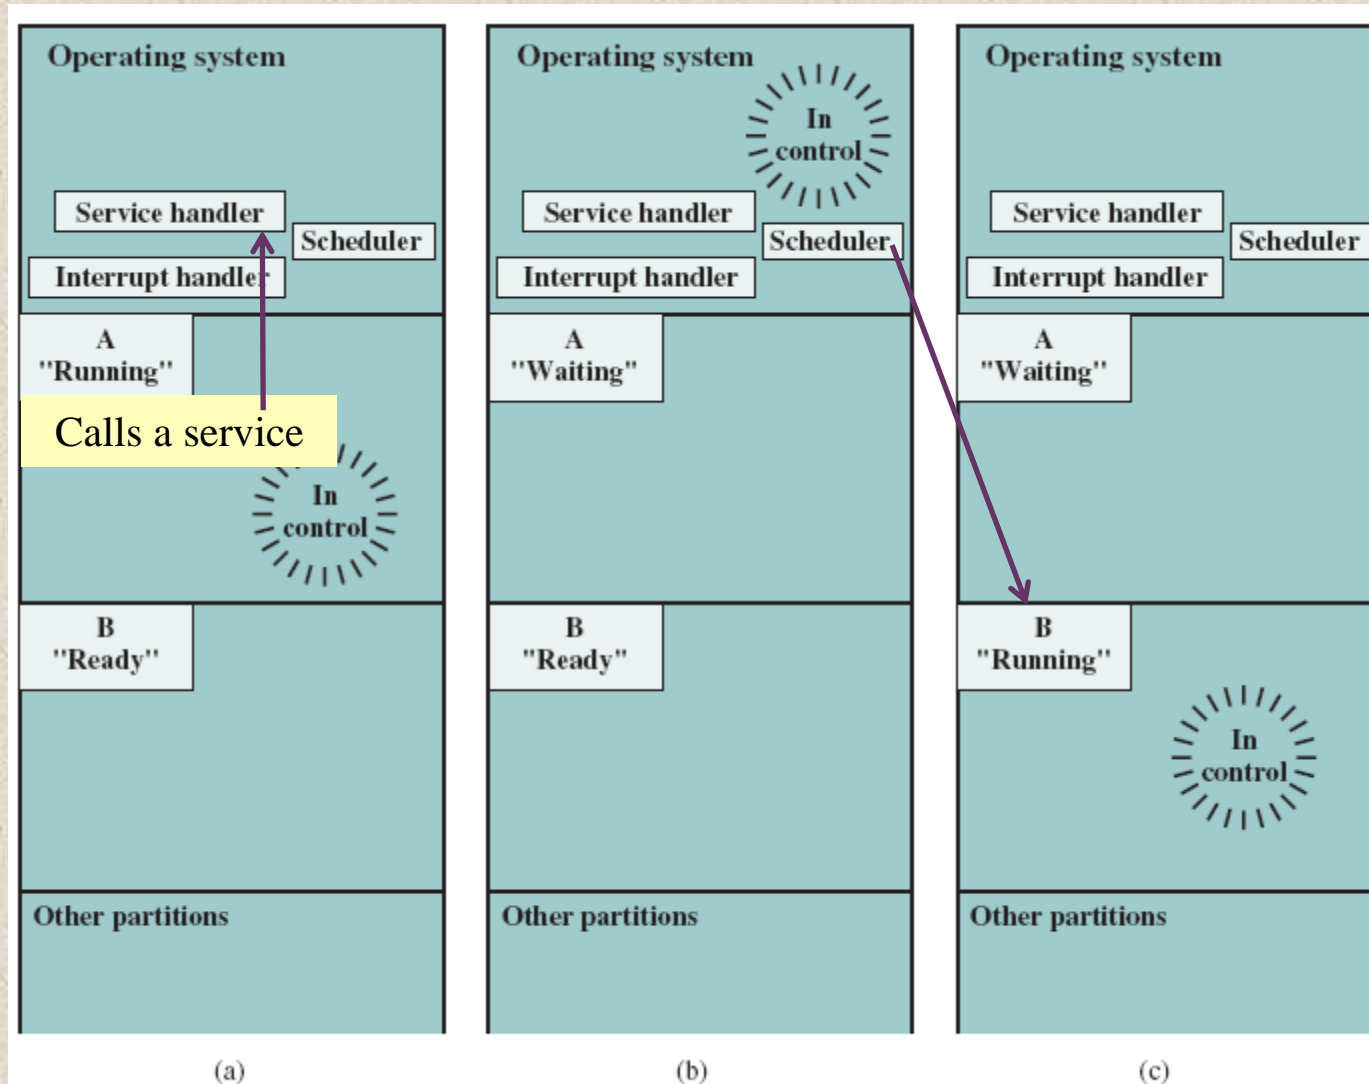 Operating system
In
control
Service handler
Scheduler
Interrupt handler
A
"Running"
Calls a service
In
control
B
"Ready"
Other partitions
(a)
Operating system
In
control
Service handler
Scheduler
Interrupt handler
A
"Waiting"
B
"Ready"
Other partitions
(b)
Operating system
Service handler
Scheduler
Interrupt handler
A
"Waiting"
B
"Running"
In
control
Other partitions
(c)